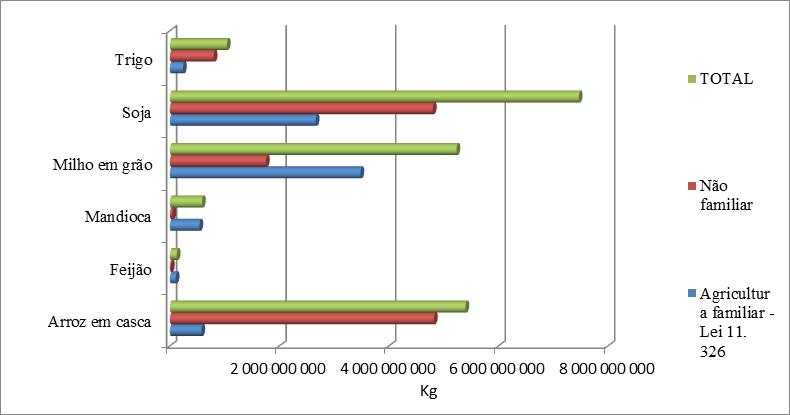 Trigo
Soja
Milho em grão
Mandioca
Feijão
Arroz em casca
2 000 000 000 4 000 000 000 6 000 000 000 8 000 000 000
Kg
TOTAL
Não
familiar
Agricultur
a familiar -
Lei 11.
326